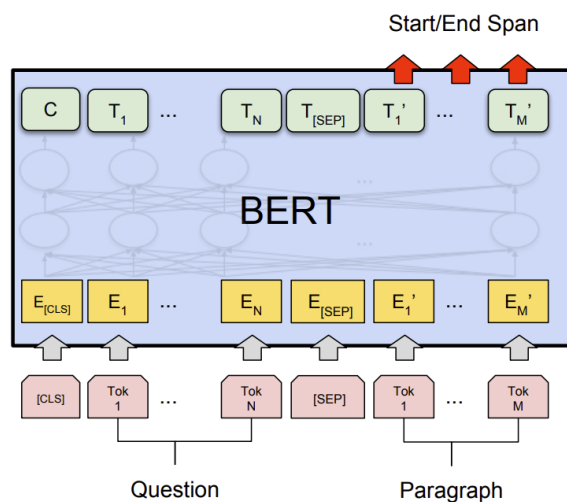 Start/End Span
C T1 ... TN T[SEP] T1' ... TM'
...
BERT
...
E[CLS] E1 ... EN E[SEP] E1' ... EM'
[CLS] Tok 1 ... Tok N [SEP] Tok 1 ... Tok M
Question Paragraph